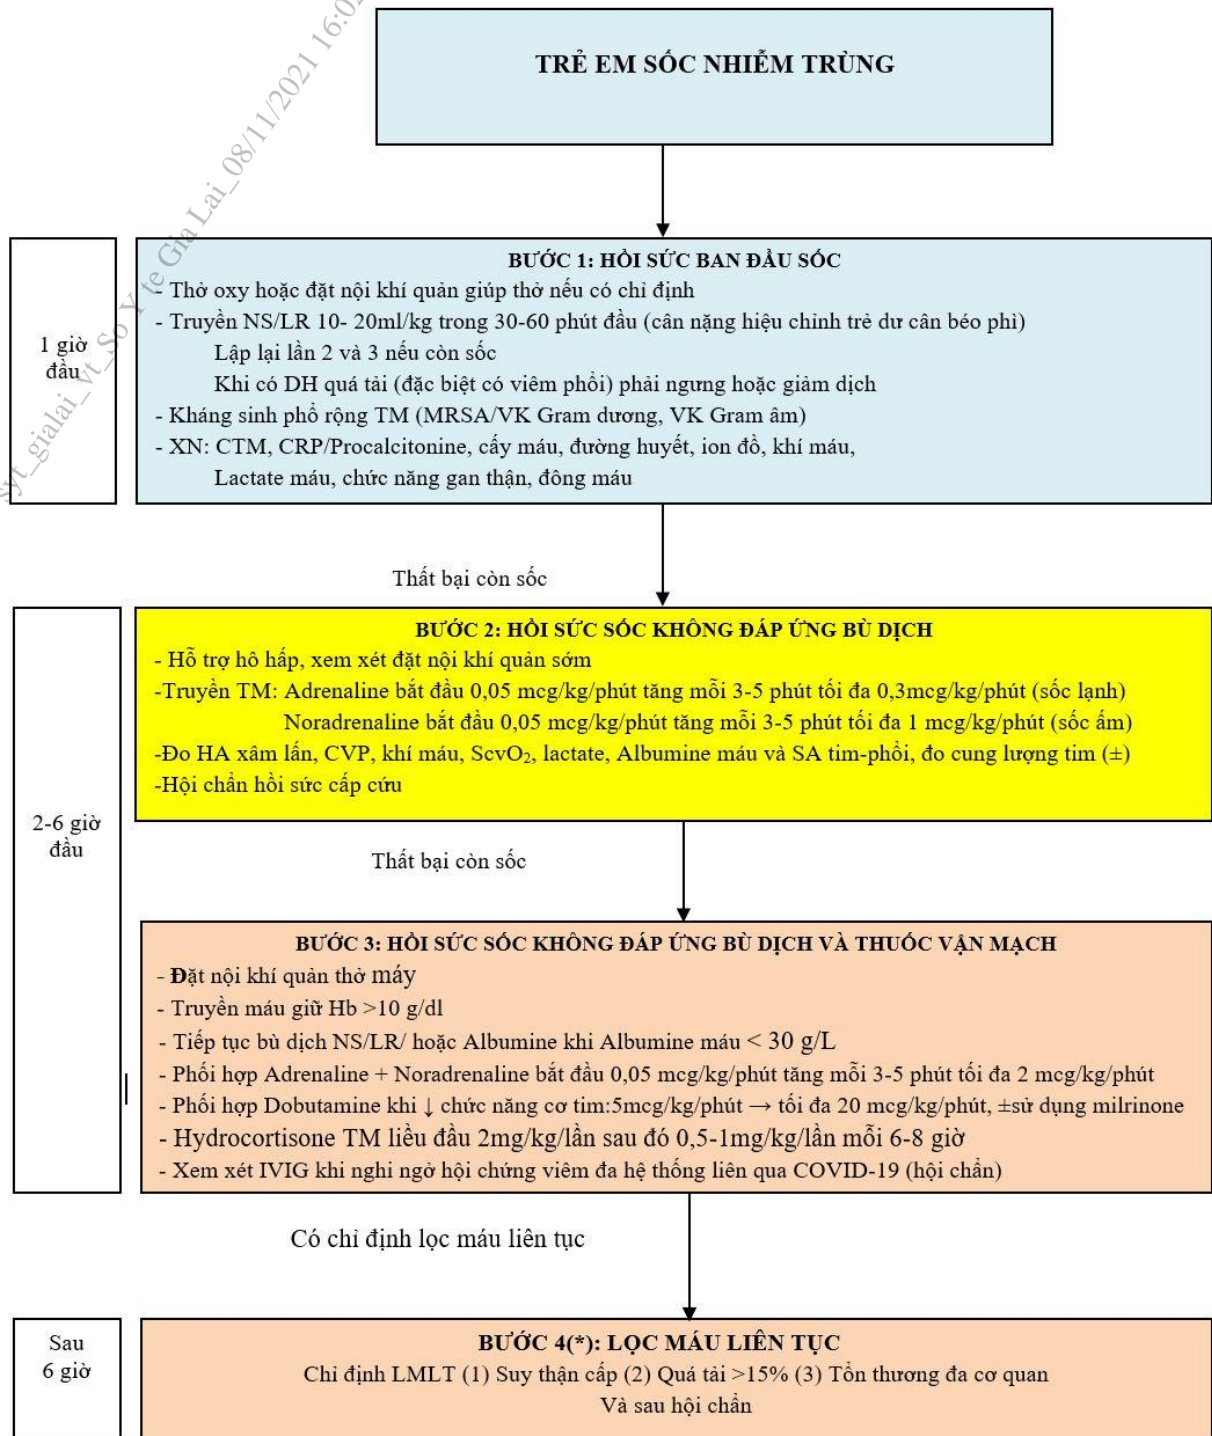 syt_gialai_vt_So Y te Gia Lai_08/11/2021 16:02
TRẺ EM SỐC NHIỄM TRÙNG
1 giờ
đầu
BƯỚC 1: HỒI SỨC BAN ĐẦU SỐC
- Thở oxy hoặc đặt nội khí quản giúp thở nếu có chỉ định
- Truyền NS/LR 10- 20ml/kg trong 30-60 phút đầu (cân nặng hiệu chỉnh trẻ dư cân béo phì)
Lập lại lần 2 và 3 nếu còn sốc
Khi có DH quá tải (đặc biệt có viêm phổi) phải ngưng hoặc giảm dịch
- Kháng sinh phổ rộng TM (MRSA/VK Gram dương, VK Gram âm)
- XN: CTM, CRP/Procalcitonine, cấy máu, đường huyết, ion đồ, khí máu,
Lactate máu, chức năng gan thận, đông máu
Thất bại còn sốc
2-6 giờ
đầu
BƯỚC 2: HỒI SỨC SỐC KHÔNG ĐÁP ỨNG BÙ DỊCH
- Hỗ trợ hô hấp, xem xét đặt nội khí quản sớm
-Truyền TM: Adrenaline bắt đầu 0,05 mcg/kg/phút tăng mỗi 3-5 phút tối đa 0,3mcg/kg/phút (sốc lạnh)
Noradrenaline bắt đầu 0,05 mcg/kg/phút tăng mỗi 3-5 phút tối đa 1 mcg/kg/phút (sốc ấm)
-Đo HA xâm lấn, CVP, khí máu, ScvO₂, lactate, Albumine máu và SA tim-phổi, đo cung lượng tim (±)
-Hội chẩn hồi sức cấp cứu
Thất bại còn sốc
BƯỚC 3: HỒI SỨC SỐC KHÔNG ĐÁP ỨNG BÙ DỊCH VÀ THUỐC VẬN MẠCH
- Đặt nội khí quản thở máy
- Truyền máu giữ Hb >10 g/dl
- Tiếp tục bù dịch NS/LR/ hoặc Albumine khi Albumine máu < 30 g/L
- Phối hợp Adrenaline + Noradrenaline bắt đầu 0,05 mcg/kg/phút tăng mỗi 3-5 phút tối đa 2 mcg/kg/phút
- Phối hợp Dobutamine khi ↓ chức năng cơ tim:5mcg/kg/phút → tối đa 20 mcg/kg/phút, ±sử dụng milrinone
- Hydrocortisone TM liều đầu 2mg/kg/lần sau đó 0,5-1mg/kg/lần mỗi 6-8 giờ
- Xem xét IVIG khi nghi ngờ hội chứng viêm đa hệ thống liên qua COVID-19 (hội chẩn)
Có chỉ định lọc máu liên tục
Sau
6 giờ
BƯỚC 4(*): LỌC MÁU LIÊN TỤC
Chỉ định LMLT (1) Suy thận cấp (2) Quá tải >15% (3) Tổn thương đa cơ quan
Và sau hội chẩn